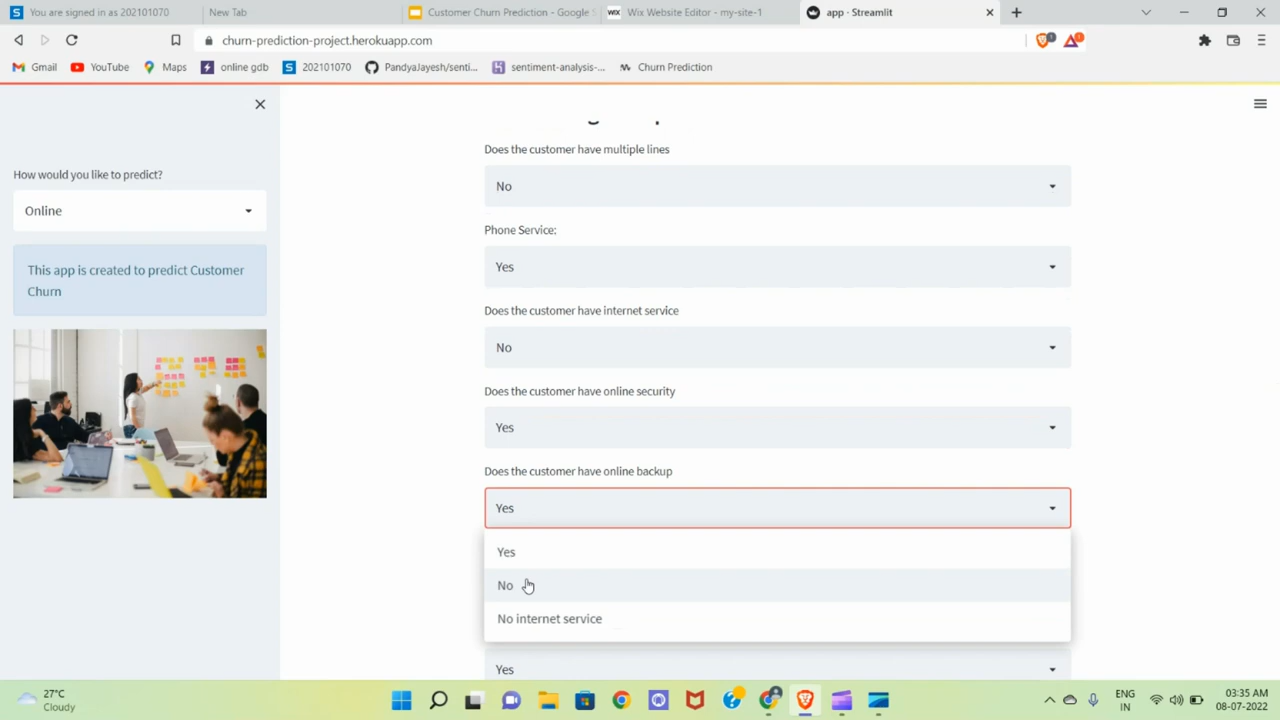 You are signed in as 202101070
New Tab
Customer Churn Prediction - Google S
WiX Wix Website Editor - my-site-1
app · Streamlit
churn-prediction-project.herokuapp.com
Gmail
YouTube
Maps
online gdb
202101070
PandyaJayesh/senti...
sentiment-analysis-...
Churn Prediction
How would you like to predict?
Online
This app is created to predict Customer
Churn
Does the customer have multiple lines
No
Phone Service:
Yes
Does the customer have internet service
No
Does the customer have online security
Yes
Does the customer have online backup
Yes
Yes
No
No internet service
Yes
27°C
Cloudy
ENG
IN
03:35 AM
08-07-2022